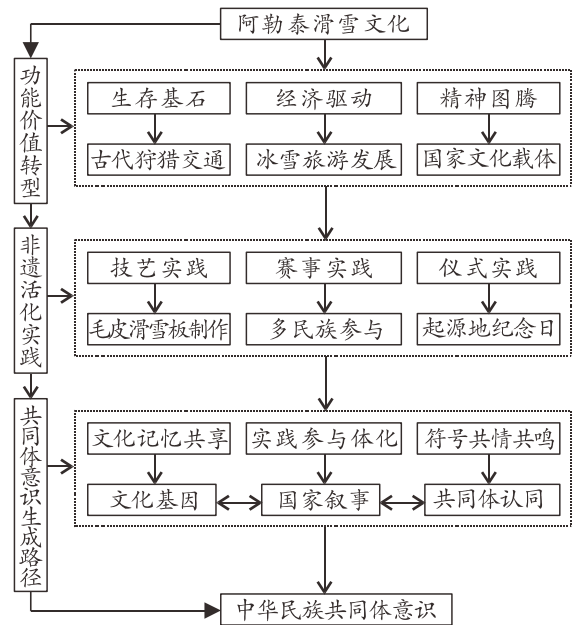 阿勒泰滑雪文化
功能价值转型
生存基石
经济驱动
精神图腾
古代狩猎交通
冰雪旅游发展
国家文化载体
非遗活化实践
技艺实践
赛事实践
仪式实践
毛皮滑雪板制作
多民族参与
起源地纪念日
共同体意识生成路径
文化记忆共享
实践参与体化
符号共情共鸣
文化基因
国家叙事
共同体认同
中华民族共同体意识